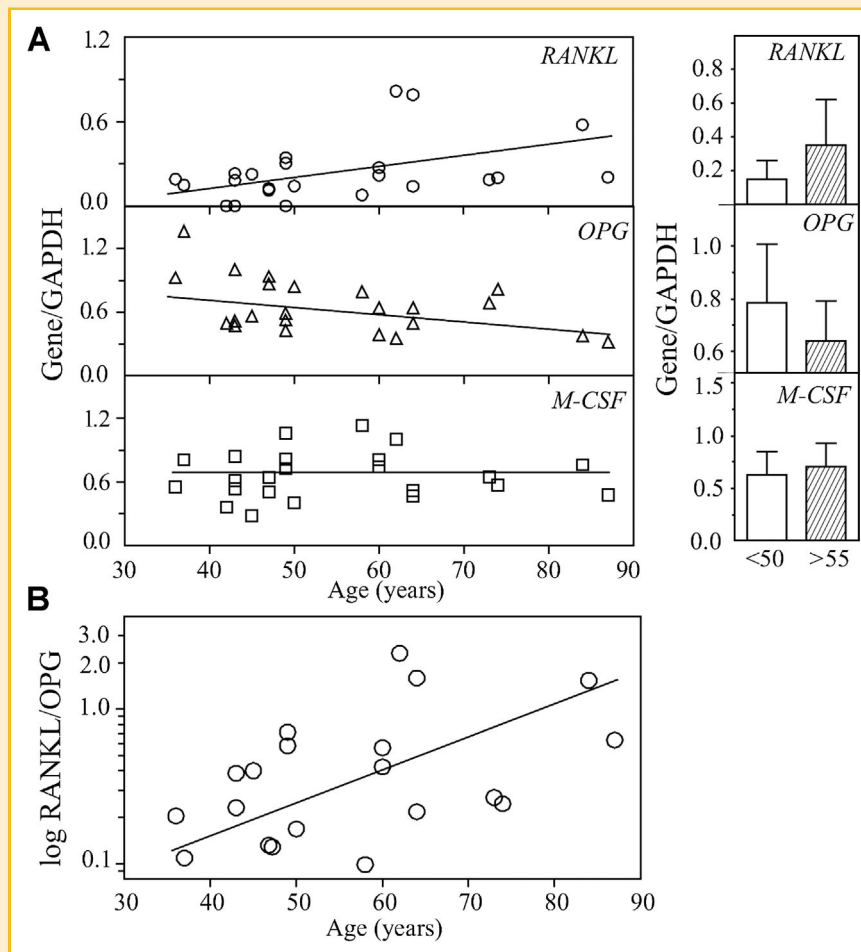 A
Gene/GAPDH
1.2
0.6
0.0
RANKL
1.2
0.6
0.0
OPG
1.2
0.6
0.0
M-CSF
30 40 50 60 70 80 90
Age (years)
Gene/GAPDH
0.8
0.6
0.4
0.2
RANKL
1.0
0.8
0.6
OPG
1.5
1.0
0.5
0.0
M-CSF
<50 >55
B
log RANKL/OPG
3.0
2.0
1.0
0.1
30 40 50 60 70 80 90
Age (years)